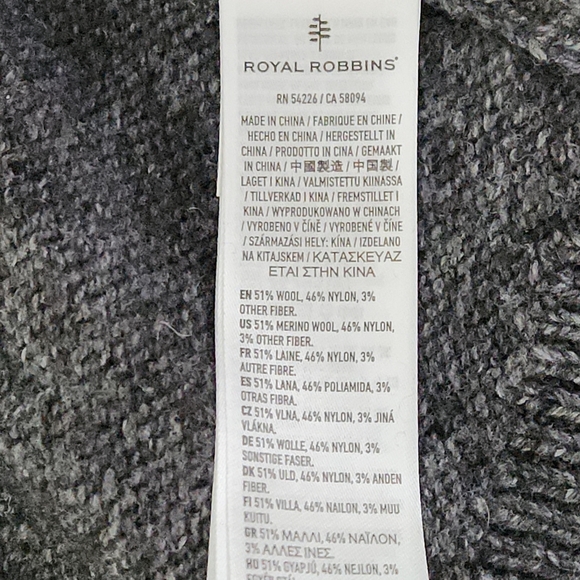 ROYAL ROBBINS®
RN 54226 / CA 58094
MADE IN CHINA / FABRIQUE EN CHINE /
HECHO EN CHINA / HERGESTELLT IN
CHINA / PRODOTTO IN CINA / GEMAAKT
IN CHINA / 中國製造 / 中国製 /
LAGET I KINA / VALMISTETTU KIINASSA
/ TILLVERKAD I KINA / FREMSTILLET I
KINA / WYPRODUKOWANO W CHINACH
/ VYROBENO V ČÍNĚ / VYROBENÉ V ČÍNE
/ SZÁRMAZÁSI HELY: KÍNA / IZDELANO
NA KITAJSKEM / ΚΑΤΑΣΚΕΥΑΖ
ΕΤΑΙ ΣΤΗΝ ΚΙΝΑ
EN 51% WOOL, 46% NYLON, 3%
OTHER FIBER.
US 51% MERINO WOOL, 46% NYLON,
3% OTHER FIBER.
FR 51% LAINE, 46% NYLON, 3%
AUTRE FIBRE.
ES 51% LANA, 46% POLIAMIDA, 3%
OTRAS FIBRA.
CZ 51% VLNA, 46% NYLON, 3% JINÁ
VLÁKNA.
DE 51% WOLLE, 46% NYLON, 3%
SONSTIGE FASER.
DK 51% ULD, 46% NYLON, 3% ANDEN
FIBER.
FI 51% VILLA, 46% NAILON, 3% MUU
KUITU.
GR 51% ΜΑΛΛΙ, 46% ΝΑΪΛΟΝ,
3% ΑΛΛΕΣ ΙΝΕΣ.
HU 51% GYAPJÚ, 46% NEJLON, 3%